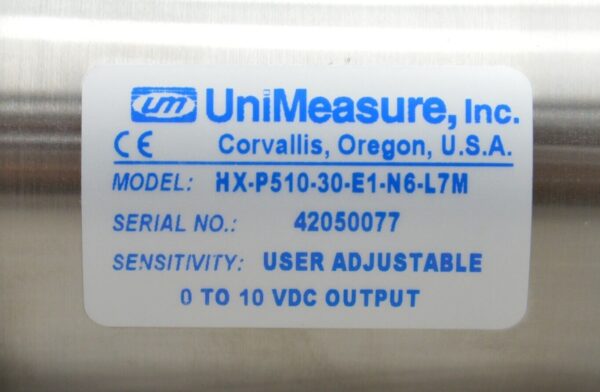 um UniMeasure, Inc.
CE Corvallis, Oregon, U.S.A.
MODEL: HX-P510-30-E1-N6-L7M
SERIAL NO.: 42050077
SENSITIVITY: USER ADJUSTABLE
0 TO 10 VDC OUTPUT